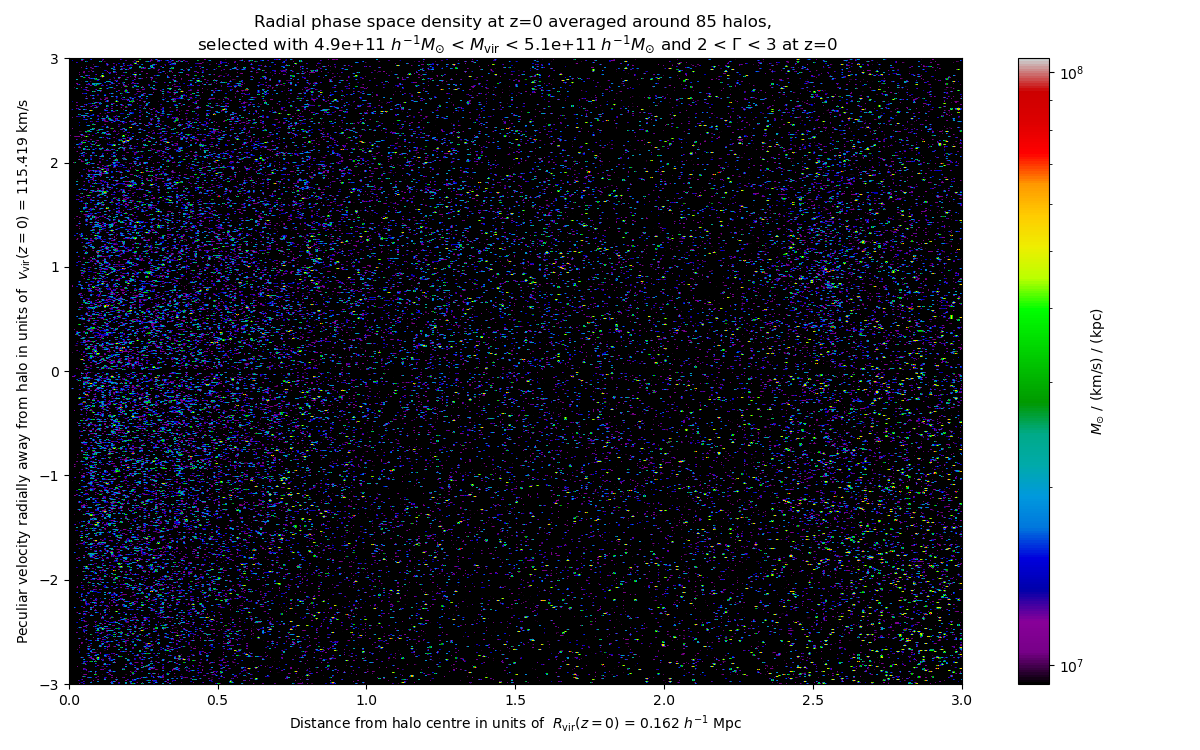 Radial phase space density at z=0 averaged around 85 halos,
selected with 4.9e+11 h⁻¹M⊙ < Mvir < 5.1e+11 h⁻¹M⊙ and 2 < Γ < 3 at z=0
Peculiar velocity radially away from halo in units of vvir(z = 0) = 115.419 km/s
3
2
1
0
−1
−2
−3
0.0 0.5 1.0 1.5 2.0 2.5 3.0
Distance from halo centre in units of Rvir(z = 0) = 0.162 h⁻¹ Mpc
10⁸
10⁷
M⊙ / (km/s) / (kpc)